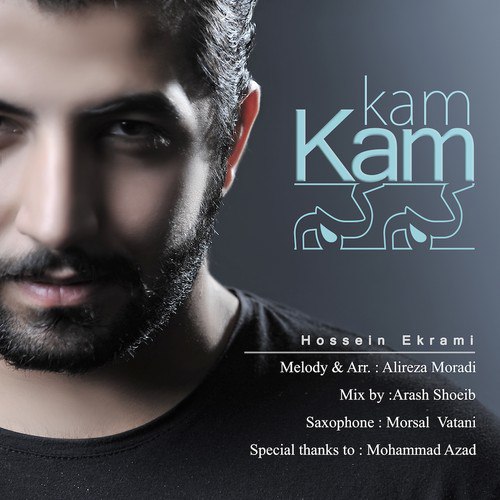 kam
Kam
کم کم
Hossein Ekrami
Melody & Arr. : Alireza Moradi
Mix by :Arash Shoeib
Saxophone : Morsal Vatani
Special thanks to : Mohammad Azad